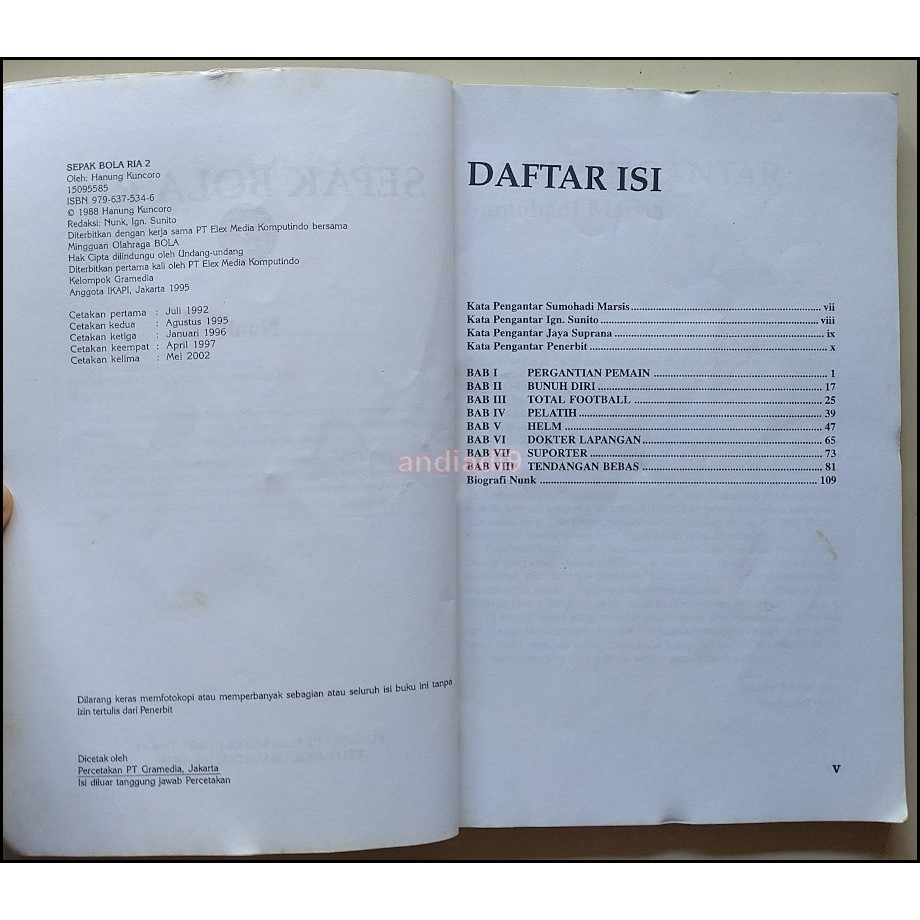 SEPAK BOLA RIA 2
Oleh: Hanung Kuncoro
15095585
ISBN 979-637-534-6
© 1988 Hanung Kuncoro
Redaksi: Nunk, Ign. Sunito
Diterbitkan dengan kerja sama PT Elex Media Komputindo bersama
Mingguan Olahraga BOLA
Hak Cipta dilindungu oleh Undang-undang
Diterbitkan pertama kali oleh PT Elex Media Komputindo
Kelompok Gramedia
Anggota IKAPI, Jakarta 1995
Cetakan pertama : Juli 1992
Cetakan kedua : Agustus 1995
Cetakan ketiga : Januari 1996
Cetakan keempat : April 1997
Cetakan kelima : Mei 2002
Dilarang keras memfotokopi atau memperbanyak sebagian atau seluruh isi buku ini tanpa
izin tertulis dari Penerbit
Dicetak oleh
Percetakan PT Gramedia, Jakarta
Isi diluar tanggung jawab Percetakan
DAFTAR ISI
Kata Pengantar Sumohadi Marsis vii
Kata Pengantar Ign. Sunito viii
Kata Pengantar Jaya Suprana ix
Kata Pengantar Penerbit x
BAB I PERGANTIAN PEMAIN 1
BAB II BUNUH DIRI 17
BAB III TOTAL FOOTBALL 25
BAB IV PELATIH 39
BAB V HELM 47
BAB VI DOKTER LAPANGAN 65
BAB VII SUPORTER 73
BAB VIII TENDANGAN BEBAS 81
Biografi Nunk 109
V
andiadi9